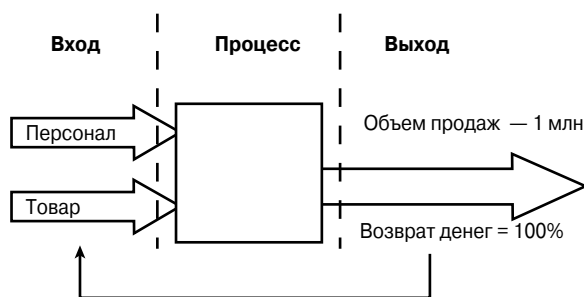 Вход Процесс Выход
Персонал
Объем продаж — 1 млн
Товар
Возврат денег = 100%